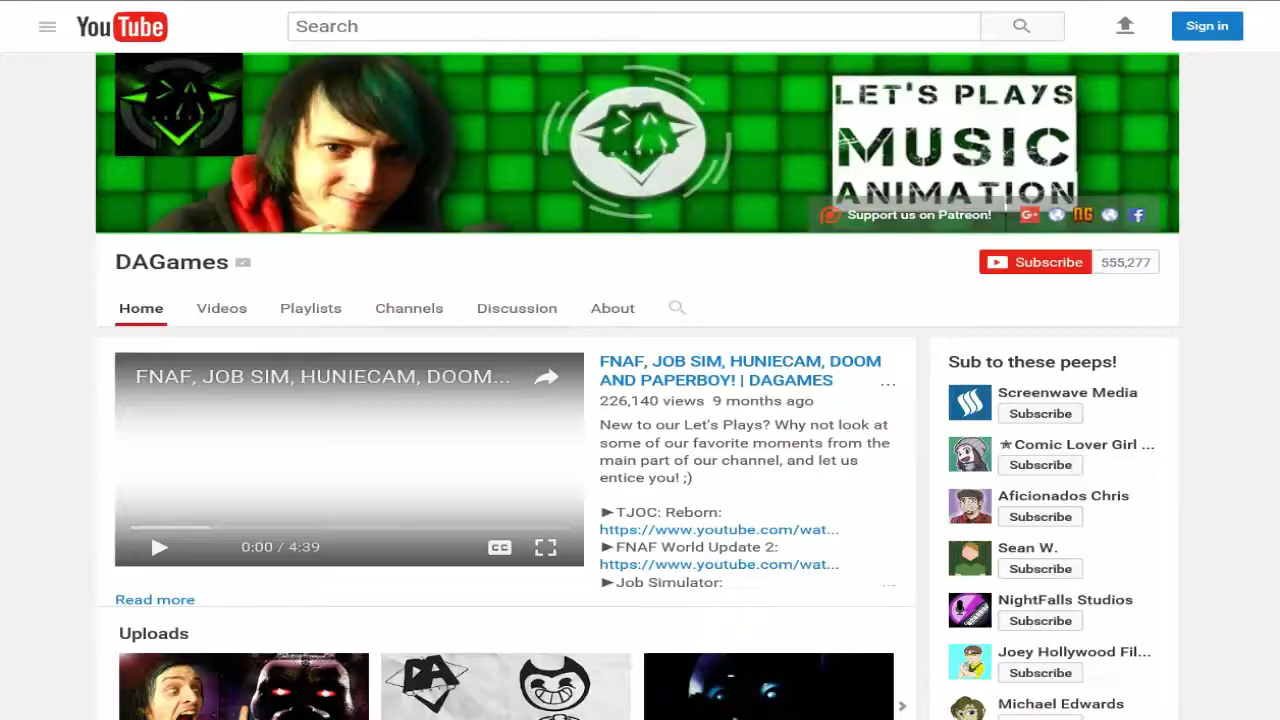 YouTube
Search
Sign in
LET'S PLAYS
MUSIC
ANIMATION
Support us on Patreon!
G+
NG
f
DAGames
Subscribe 555,277
Home Videos Playlists Channels Discussion About
FNAF, JOB SIM, HUNIECAM, DOOM...
0:00 / 4:39
CC
FNAF, JOB SIM, HUNIECAM, DOOM
AND PAPERBOY! | DAGAMES
226,140 views 9 months ago
New to our Let's Plays? Why not look at
some of our favorite moments from the
main part of our channel, and let us
entice you! ;)
►TJOC: Reborn:
https://www.youtube.com/wat...
►FNAF World Update 2:
https://www.youtube.com/wat...
►Job Simulator:
...
Read more
Uploads
DA
Sub to these peeps!
Screenwave Media
Subscribe
★Comic Lover Girl ...
Subscribe
Aficionados Chris
Subscribe
Sean W.
Subscribe
NightFalls Studios
Subscribe
Joey Hollywood Fil...
Subscribe
Michael Edwards